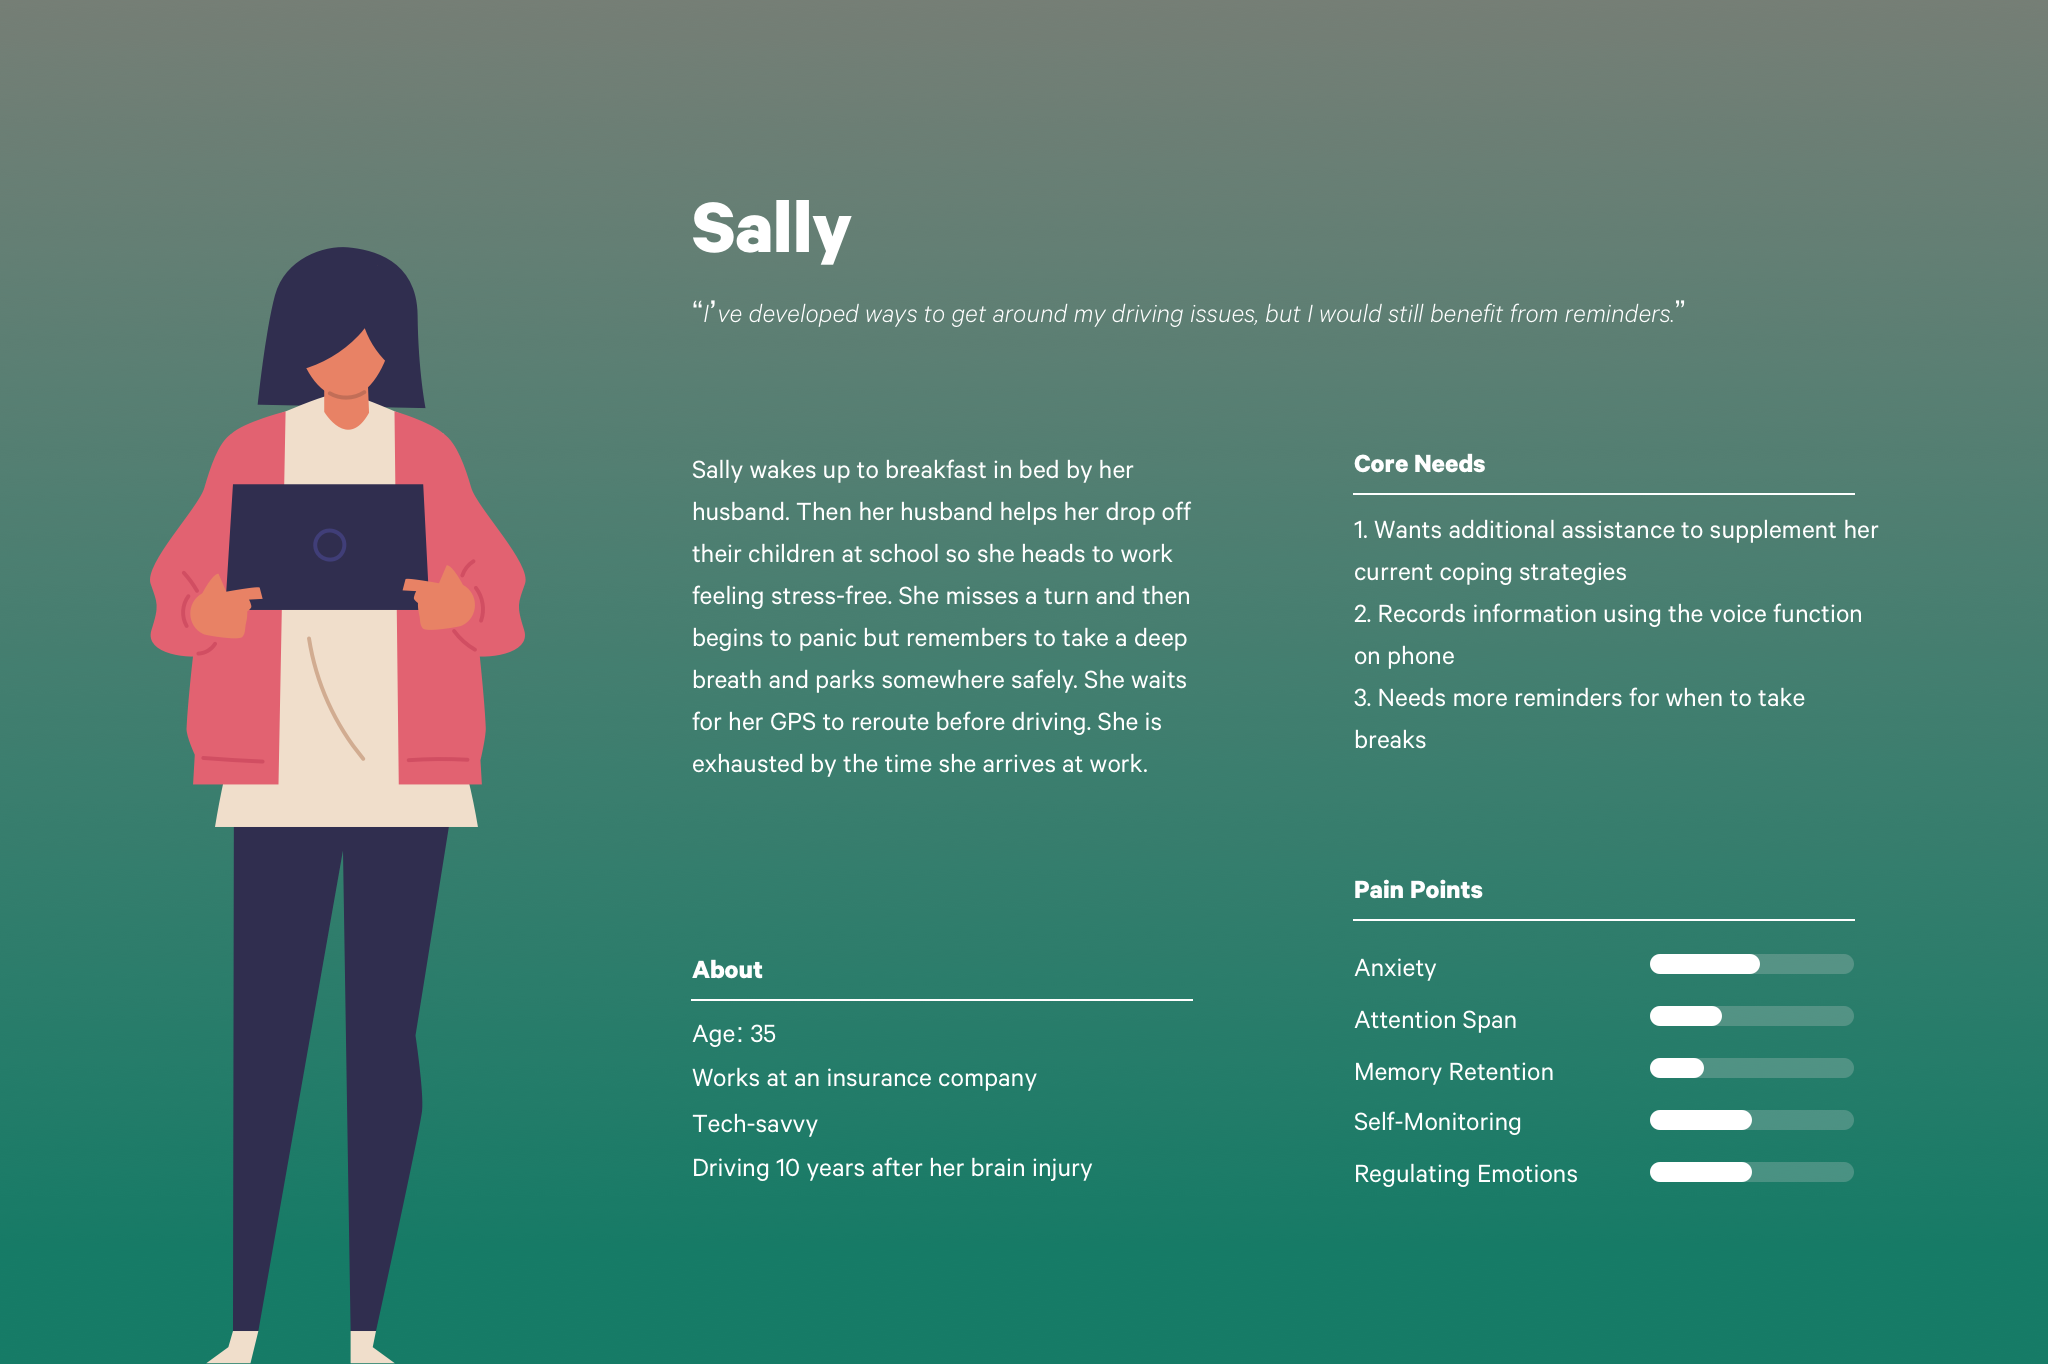 Sally
“I’ve developed ways to get around my driving issues, but I would still benefit from reminders.”
Sally wakes up to breakfast in bed by her
husband. Then her husband helps her drop off
their children at school so she heads to work
feeling stress-free. She misses a turn and then
begins to panic but remembers to take a deep
breath and parks somewhere safely. She waits
for her GPS to reroute before driving. She is
exhausted by the time she arrives at work.
About
Age: 35
Works at an insurance company
Tech-savvy
Driving 10 years after her brain injury
Core Needs
1. Wants additional assistance to supplement her
current coping strategies
2. Records information using the voice function
on phone
3. Needs more reminders for when to take
breaks
Pain Points
Anxiety
Attention Span
Memory Retention
Self-Monitoring
Regulating Emotions